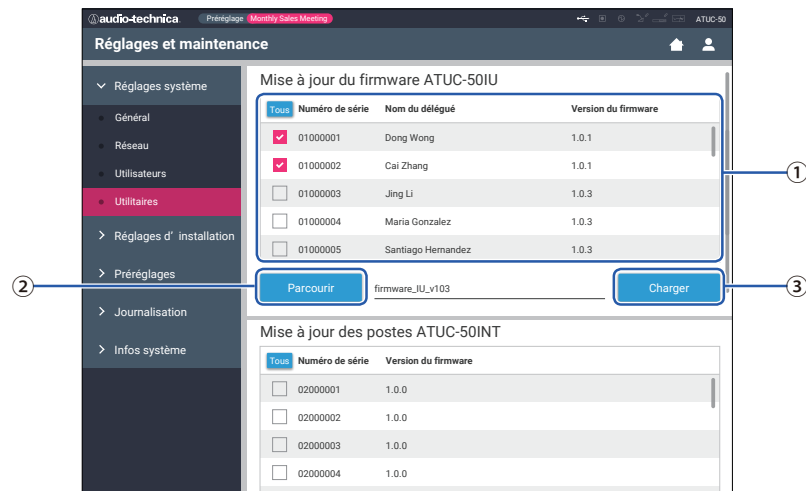 audio-technica Préréglage Monthly Sales Meeting ATUC-50
Réglages et maintenance
Réglages système
Général
Réseau
Utilisateurs
Utilitaires
Réglages d' installation
Préréglages
Journalisation
Infos système
Mise à jour du firmware ATUC-50IU
Tous Numéro de série Nom du délégué Version du firmware
01000001 Dong Wong 1.0.1
01000002 Cai Zhang 1.0.1
01000003 Jing Li 1.0.3
01000004 Maria Gonzalez 1.0.3
01000005 Santiago Hernandez 1.0.3
Parcourir firmware_IU_v103 Charger
Mise à jour des postes ATUC-50INT
Tous Numéro de série Version du firmware
02000001 1.0.0
02000002 1.0.0
02000003 1.0.0
02000004 1.0.0
①
②
③